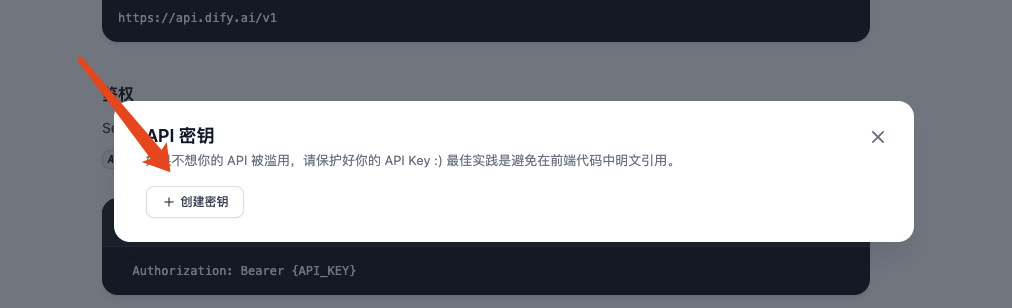 https://api.dify.ai/v1
鉴权
Se
API 密钥
不想你的 API 被滥用，请保护好你的 API Key :) 最佳实践是避免在前端代码中明文引用。
+ 创建密钥
Authorization: Bearer {API_KEY}